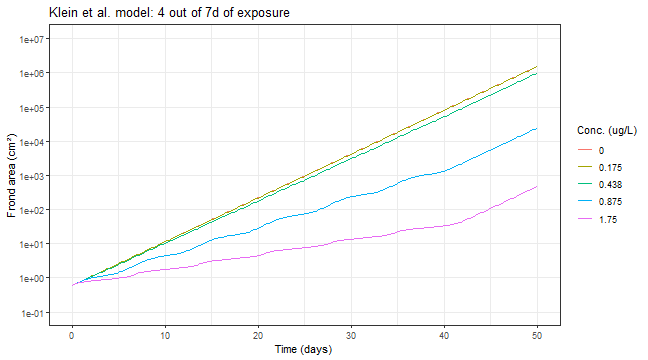 Klein et al. model: 4 out of 7d of exposure
1e+07
1e+06
1e+05
1e+04
1e+03
1e+02
1e+01
1e+00
1e-01
Frond area (cm²)
0
10
20
30
40
50
Time (days)
Conc. (ug/L)
0
0.175
0.438
0.875
1.75